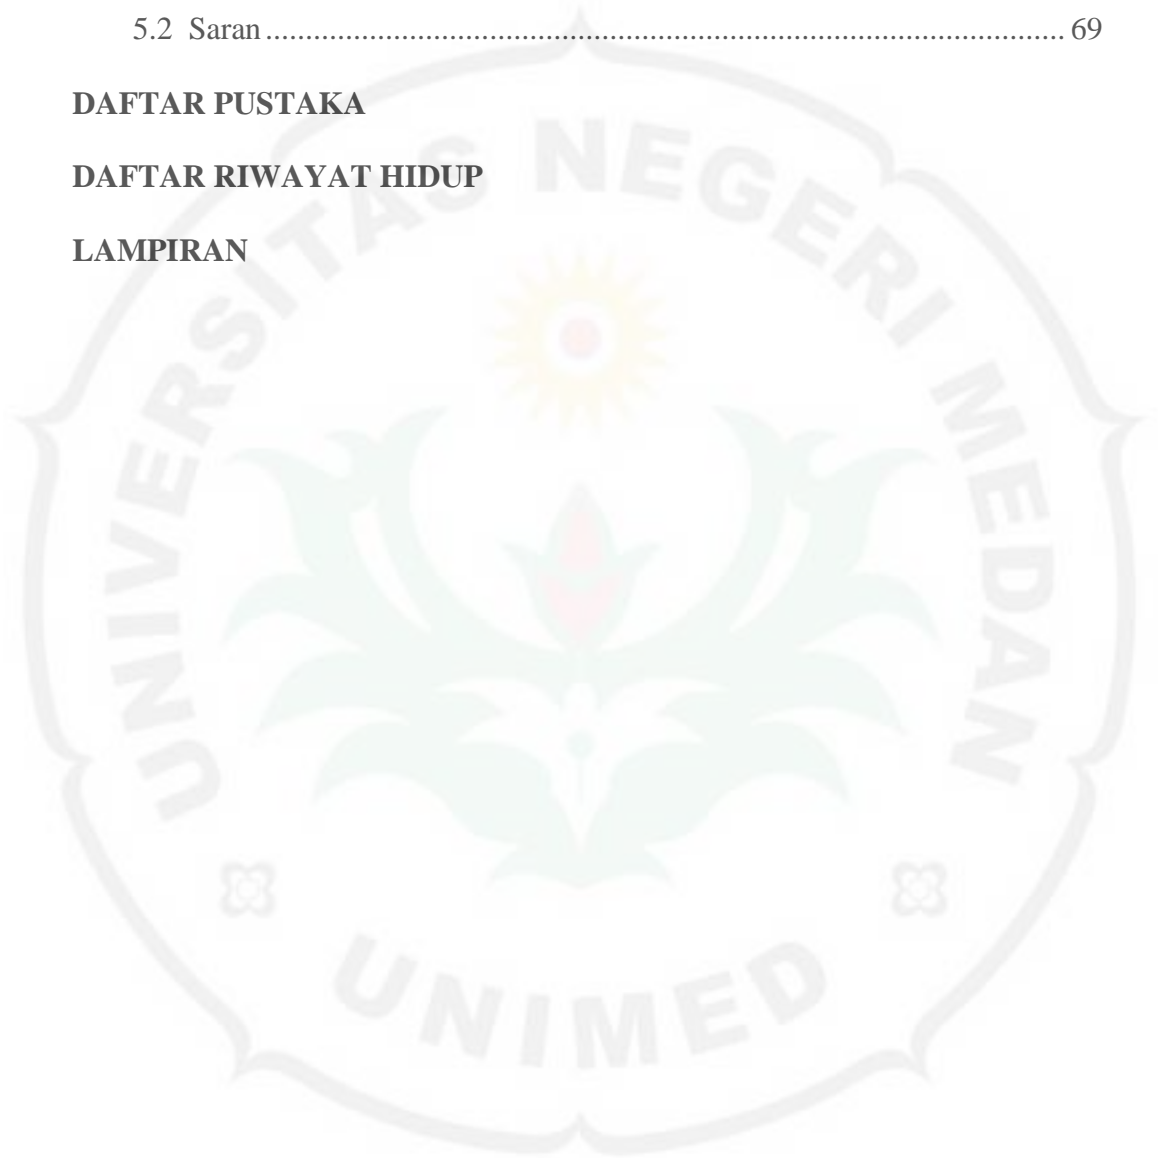 5.2 Saran .................................................................................................... 69
DAFTAR PUSTAKA
DAFTAR RIWAYAT HIDUP
LAMPIRAN
UNIVERSITAS NEGERI MEDAN
UNIMED